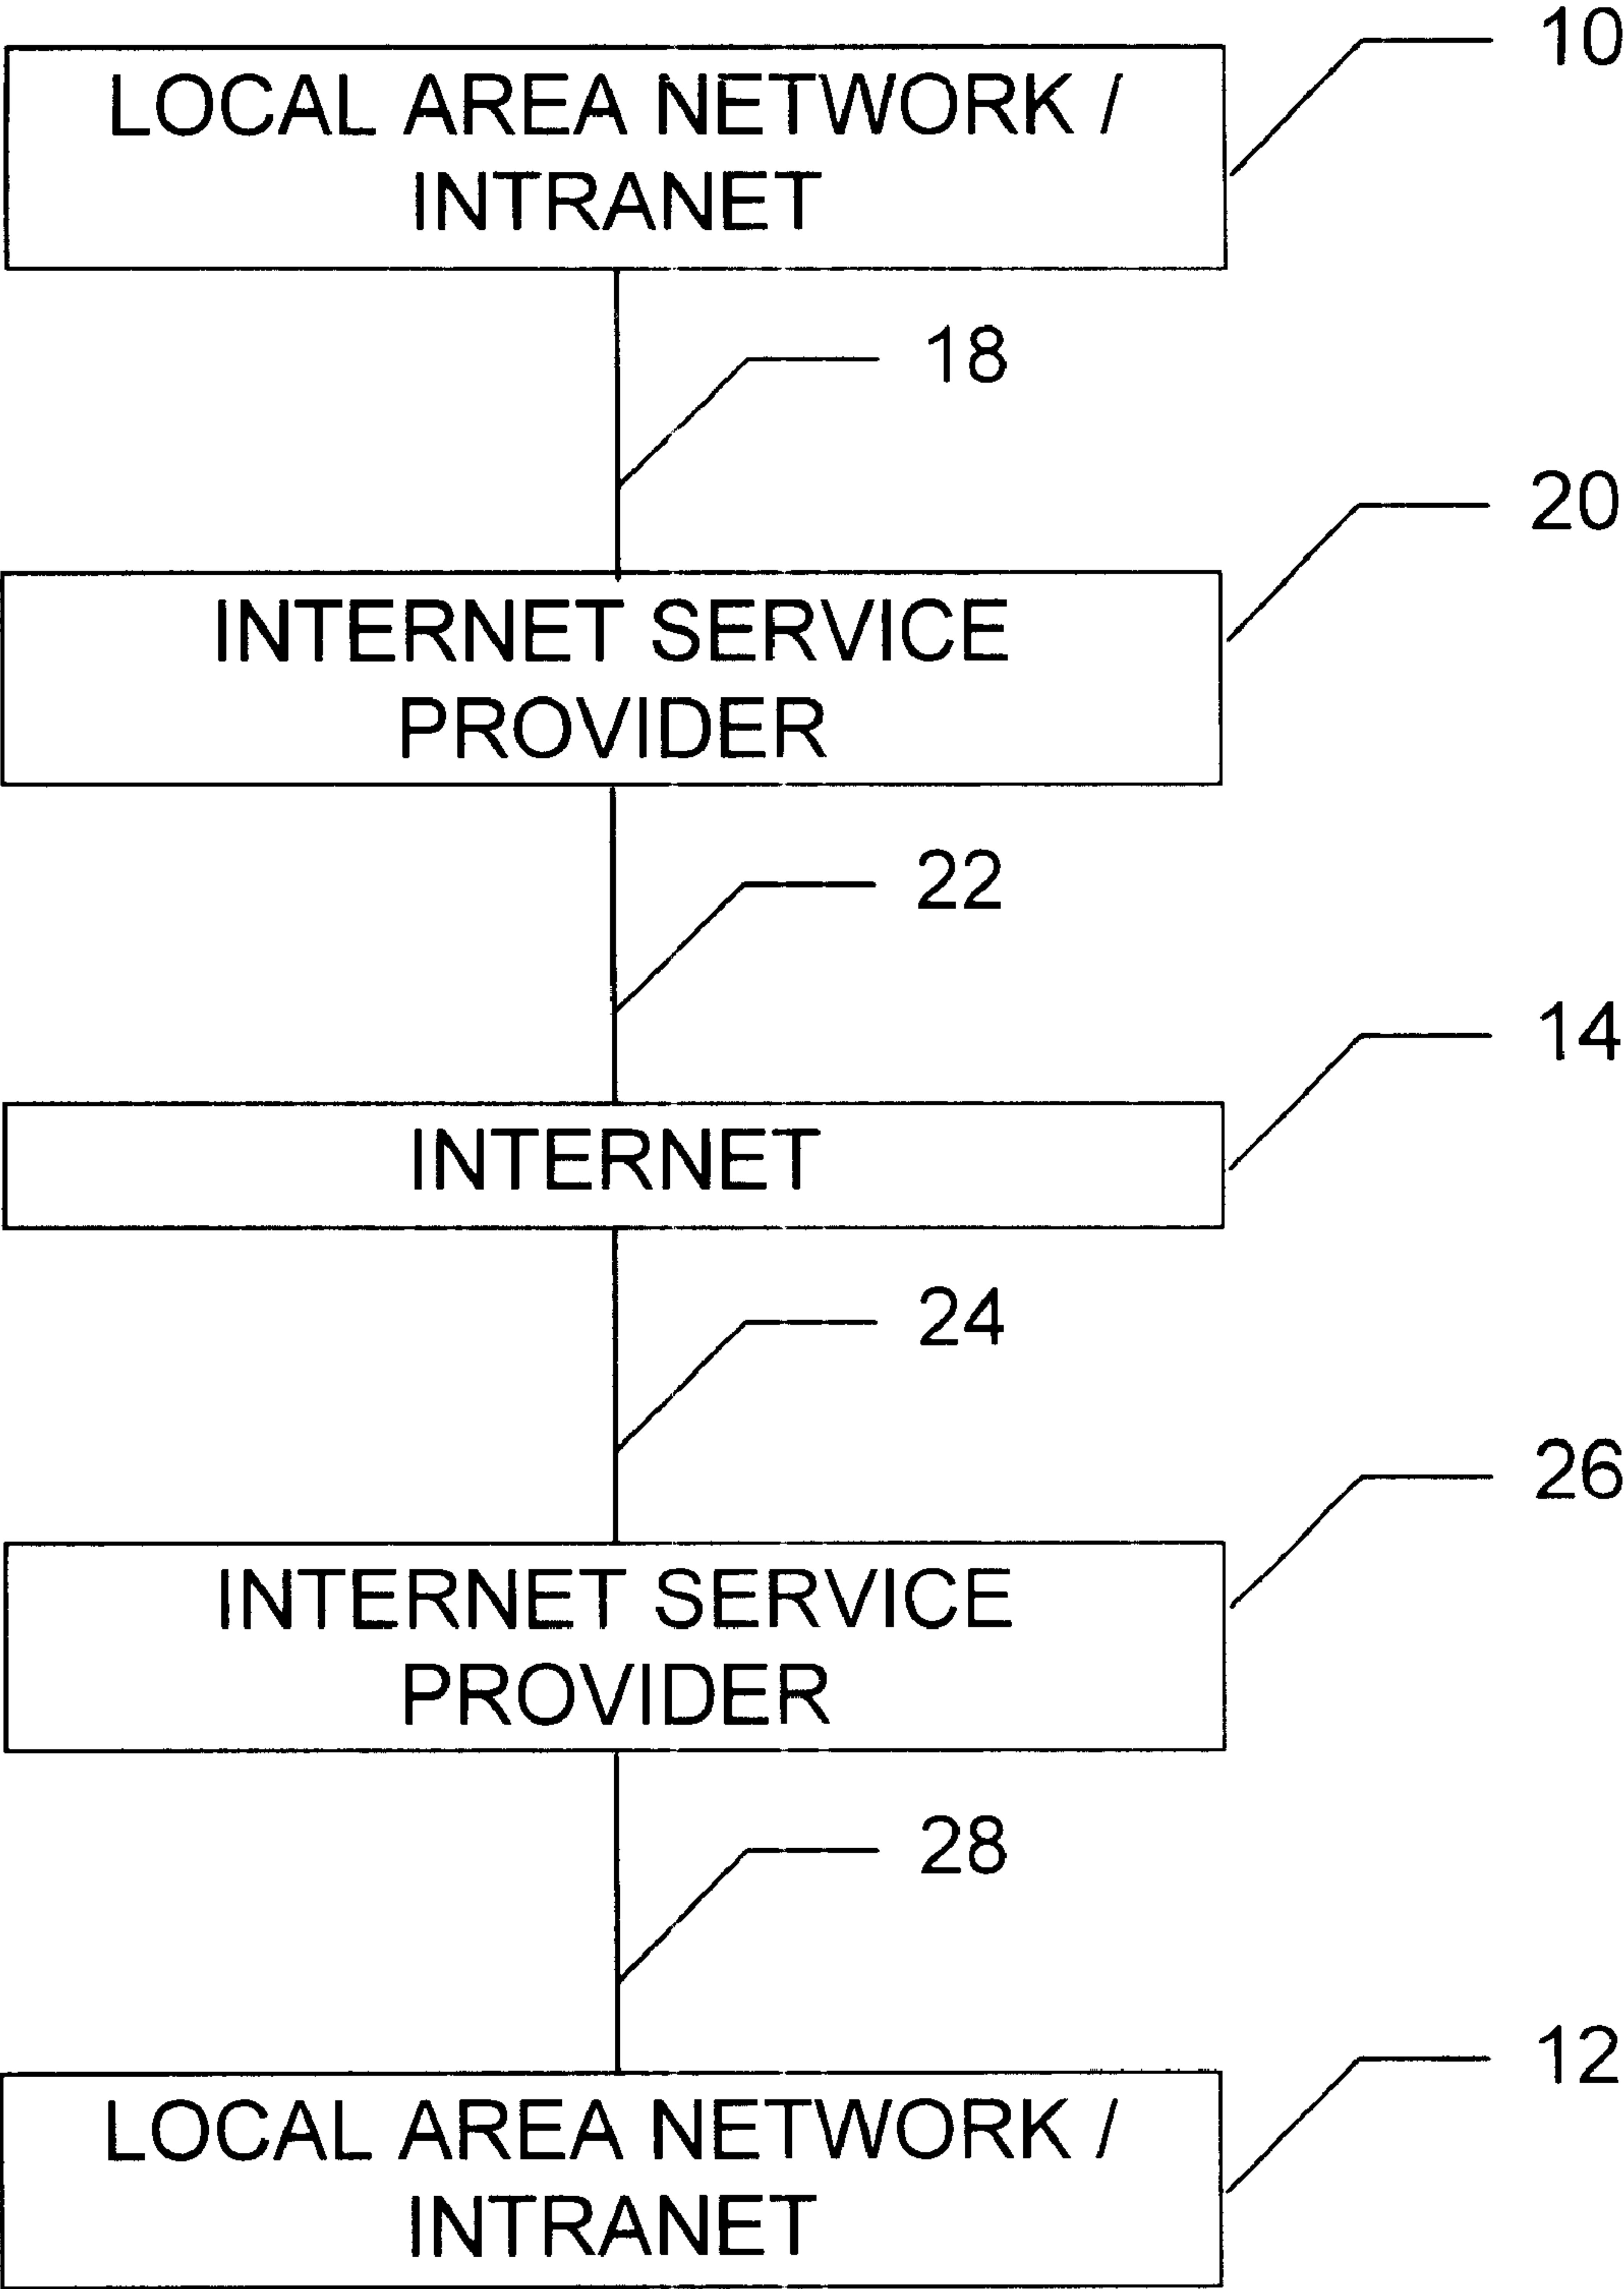 10
LOCAL AREA NETWORK /
INTRANET
18
20
INTERNET SERVICE
PROVIDER
22
14
INTERNET
24
26
INTERNET SERVICE
PROVIDER
28
12
LOCAL AREA NETWORK /
INTRANET